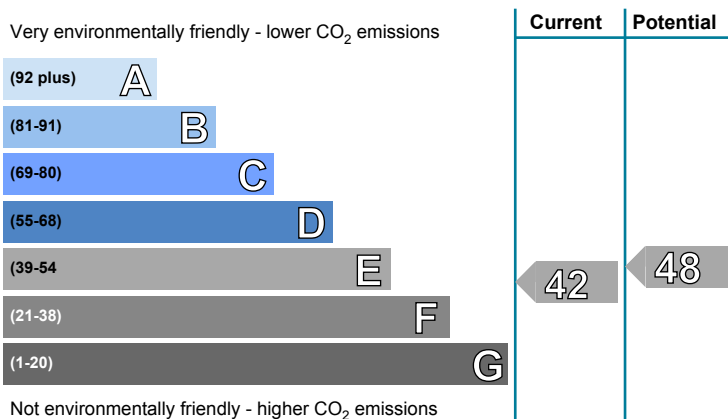 Very environmentally friendly - lower CO2 emissions
Current Potential
(92 plus) A
(81-91) B
(69-80) C
(55-68) D
(39-54 E
42 48
(21-38) F
(1-20) G
Not environmentally friendly - higher CO2 emissions